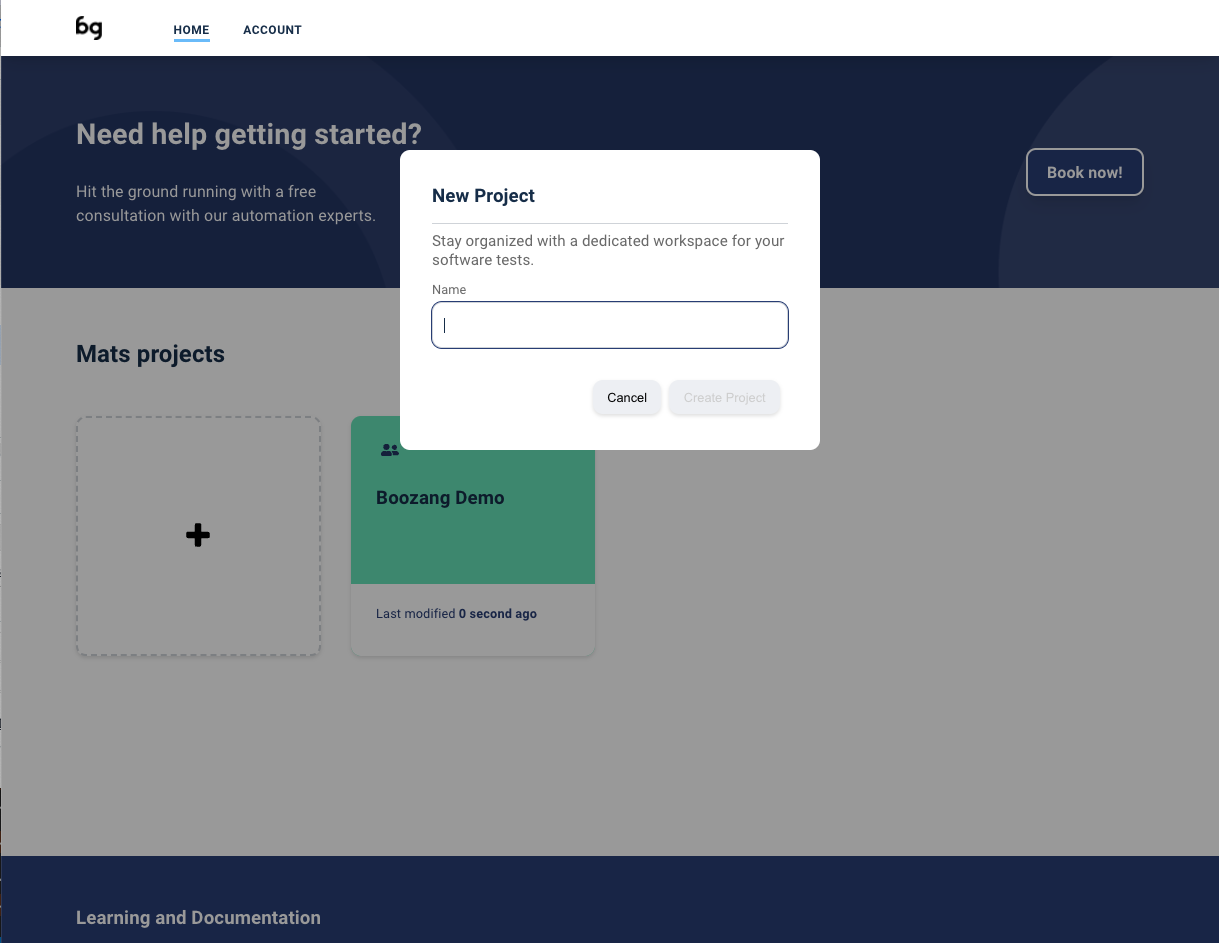 bg
HOME
ACCOUNT
Need help getting started?
Hit the ground running with a free
consultation with our automation experts.
Book now!
New Project
Stay organized with a dedicated workspace for your
software tests.
Name
Cancel
Create Project
Mats projects
Boozang Demo
Last modified 0 second ago
Learning and Documentation